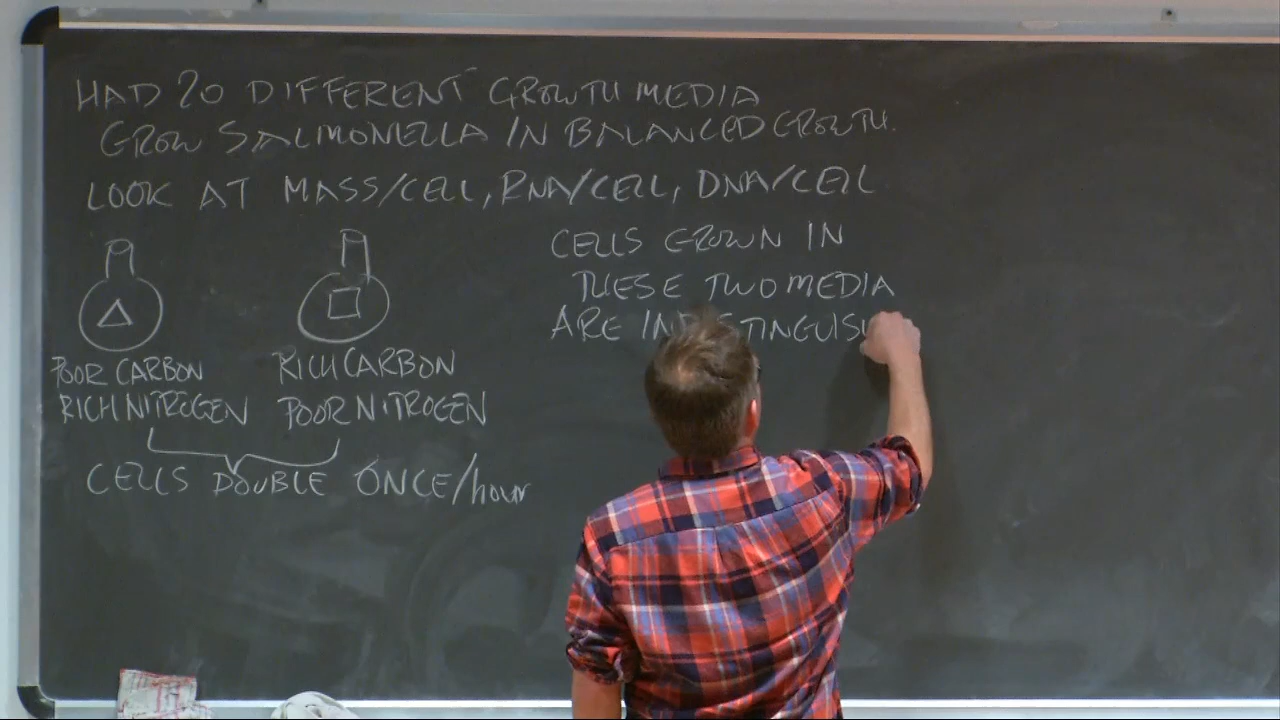 HAD 20 DIFFERENT GROWTH MEDIA
GROW SALMONELLA IN BALANCED GROWTH.
LOOK AT MASS/CELL, RNA/CELL, DNA/CELL
CELLS GROWN IN
THESE TWO MEDIA
ARE
POOR CARBON
RICH NITROGEN
RICH CARBON
POOR NITROGEN
CELLS DOUBLE ONCE/hour